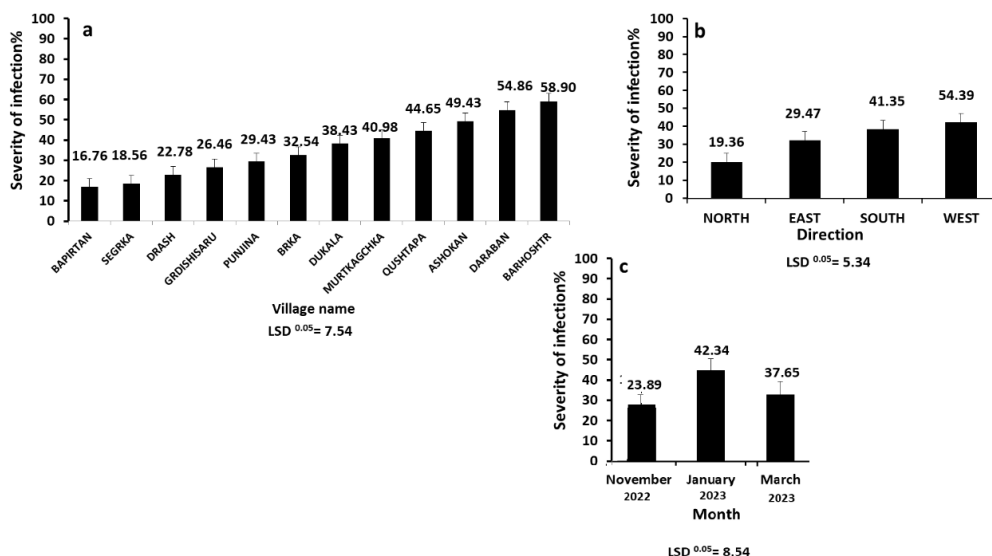 a
Severity of infection%
100
90
80
70
60
50
40
30
20
10
0
16.76 18.56 22.78 26.46 29.43 32.54 38.43 40.98 44.65 49.43 54.86 58.90
BAPIRTAN SEGRKA DRASH GRDISHISARU PUNJINA BRKA DUKALA MURTKAGCHKA QUSHTAPA ASHOKAN DARABAN BARHOSHTR
Village name
LSD 0.05= 7.54
b
Severity of infection%
100
90
80
70
60
50
40
30
20
10
0
19.36 29.47 41.35 54.39
NORTH EAST SOUTH WEST
Direction
LSD 0.05= 5.34
c
Severity of infection%
100
90
80
70
60
50
40
30
20
10
0
23.89 42.34 37.65
November January March
2022 2023 2023
Month
LSD 0.05= 8.54